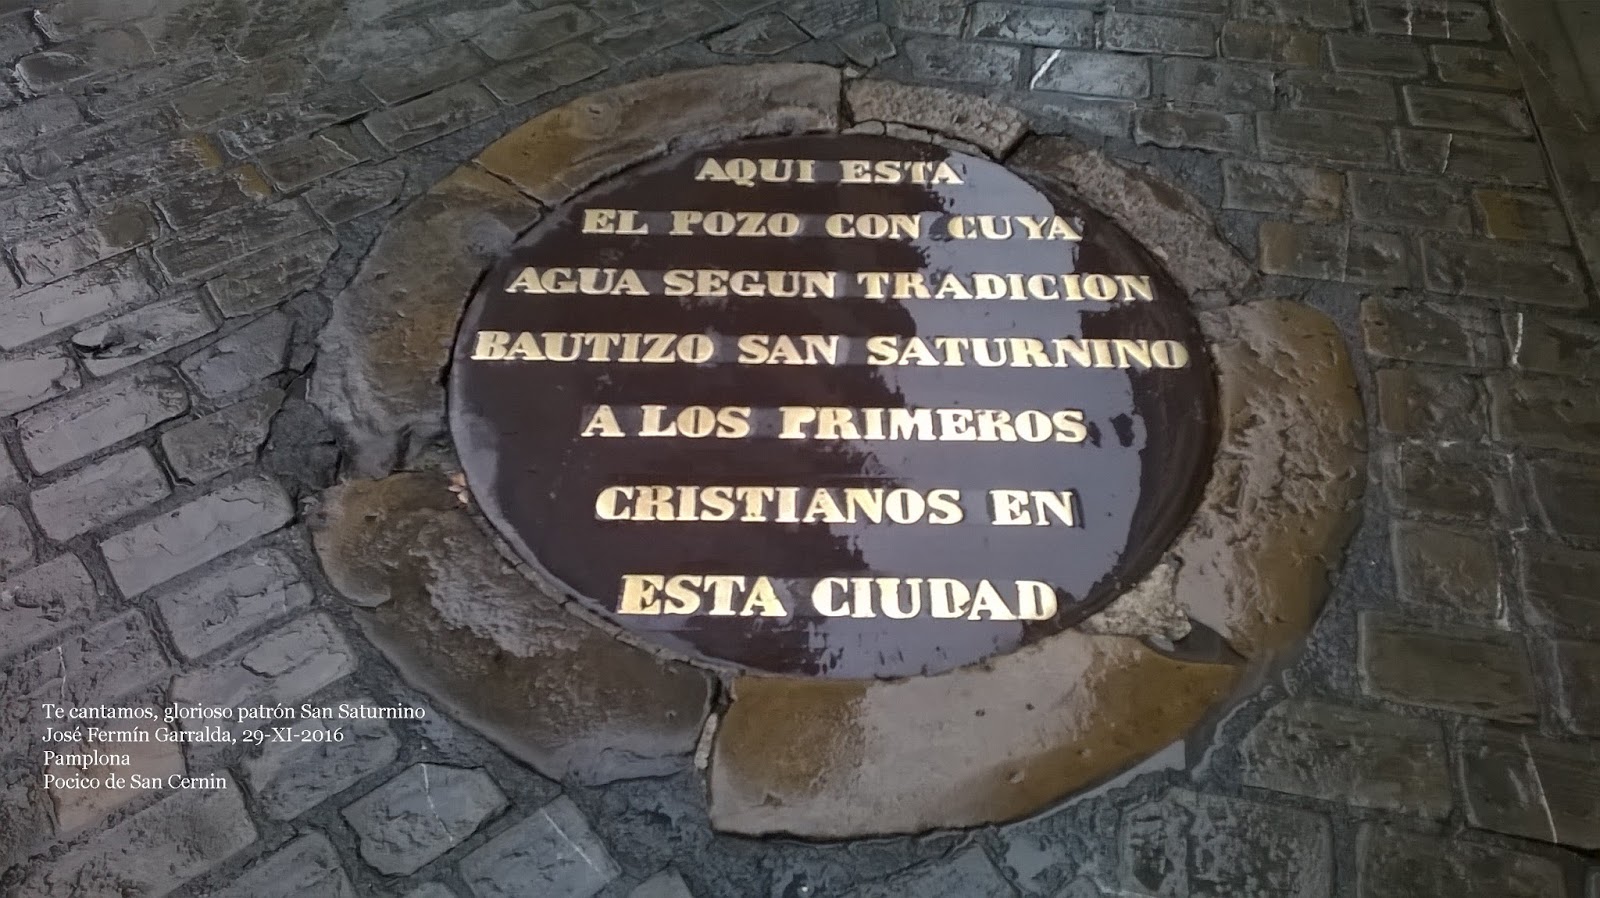 AQUI ESTA
EL POZO CON CUYA
AGUA SEGUN TRADICION
BAUTIZO SAN SATURNINO
A LOS PRIMEROS
CRISTIANOS EN
ESTA CIUDAD
Te cantamos, glorioso patrón San Saturnino
José Fermín Garralda, 29-XI-2016
Pamplona
Pocico de San Cernin